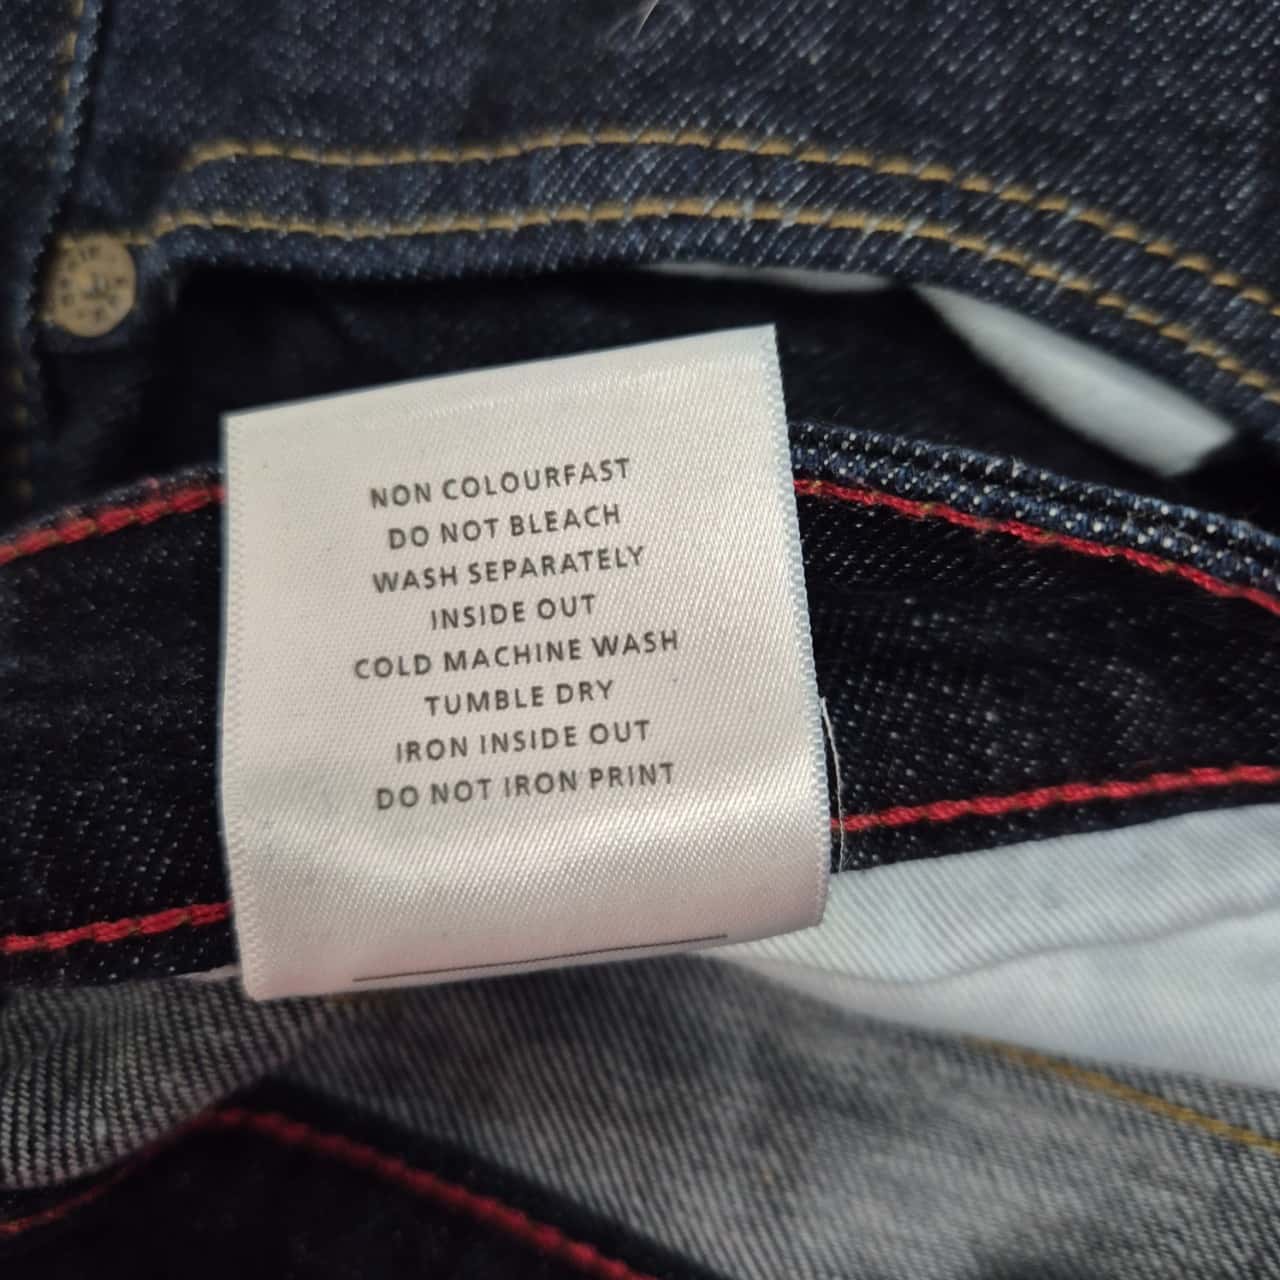 NON COLOURFAST
DO NOT BLEACH
WASH SEPARATELY
INSIDE OUT
COLD MACHINE WASH
TUMBLE DRY
IRON INSIDE OUT
DO NOT IRON PRINT